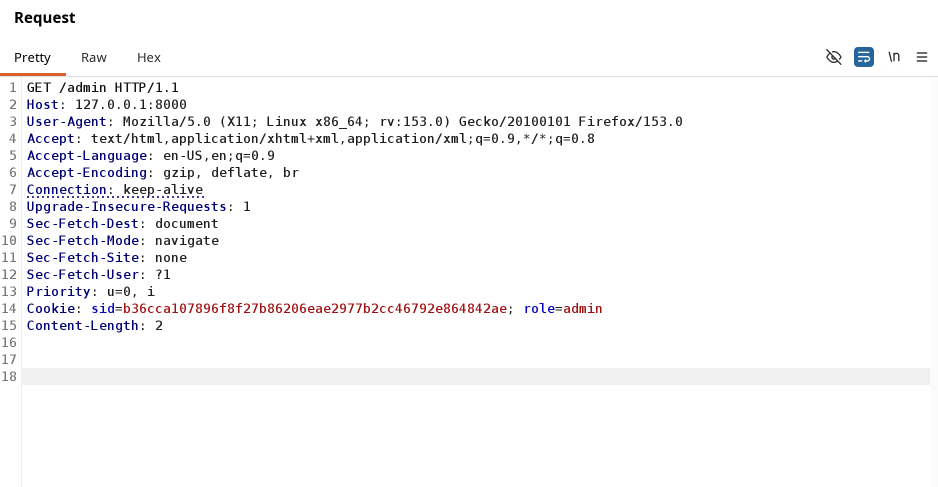 Request
Pretty Raw Hex \n
1 GET /admin HTTP/1.1
2 Host: 127.0.0.1:8000
3 User-Agent: Mozilla/5.0 (X11; Linux x86_64; rv:153.0) Gecko/20100101 Firefox/153.0
4 Accept: text/html,application/xhtml+xml,application/xml;q=0.9,*/*;q=0.8
5 Accept-Language: en-US,en;q=0.9
6 Accept-Encoding: gzip, deflate, br
7 Connection: keep-alive
8 Upgrade-Insecure-Requests: 1
9 Sec-Fetch-Dest: document
10 Sec-Fetch-Mode: navigate
11 Sec-Fetch-Site: none
12 Sec-Fetch-User: ?1
13 Priority: u=0, i
14 Cookie: sid=b36cca107896f8f27b86206eae2977b2cc46792e864842ae; role=admin
15 Content-Length: 2
16
17
18